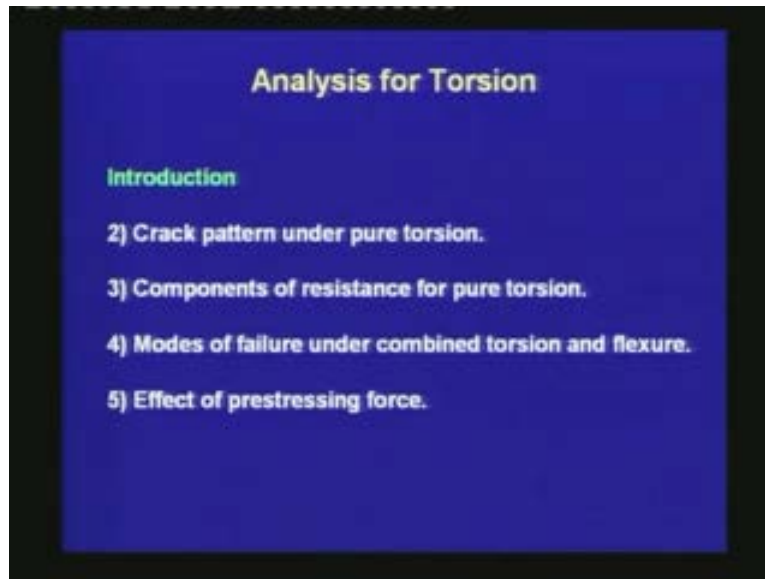 Analysis for Torsion
Introduction
2) Crack pattern under pure torsion.
3) Components of resistance for pure torsion.
4) Modes of failure under combined torsion and flexure.
5) Effect of prestressing force.